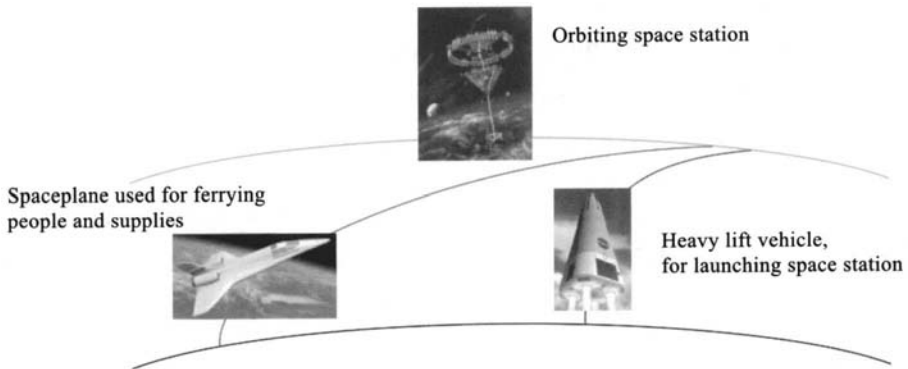 Orbiting space station
Spaceplane used for ferrying
people and supplies
Heavy lift vehicle,
for launching space station